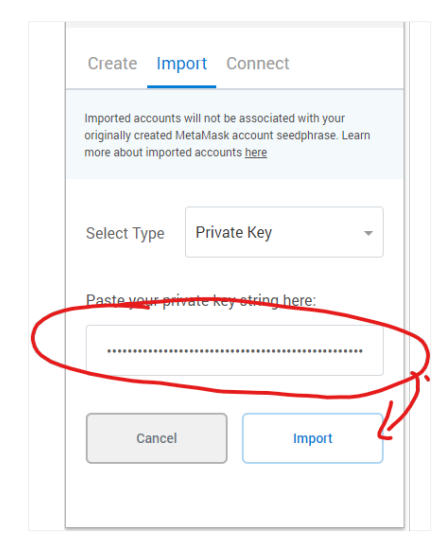 Create Import Connect
Imported accounts will not be associated with your
originally created MetaMask account seedphrase. Learn
more about imported accounts here
Select Type Private Key
Paste your private key string here:
Cancel Import